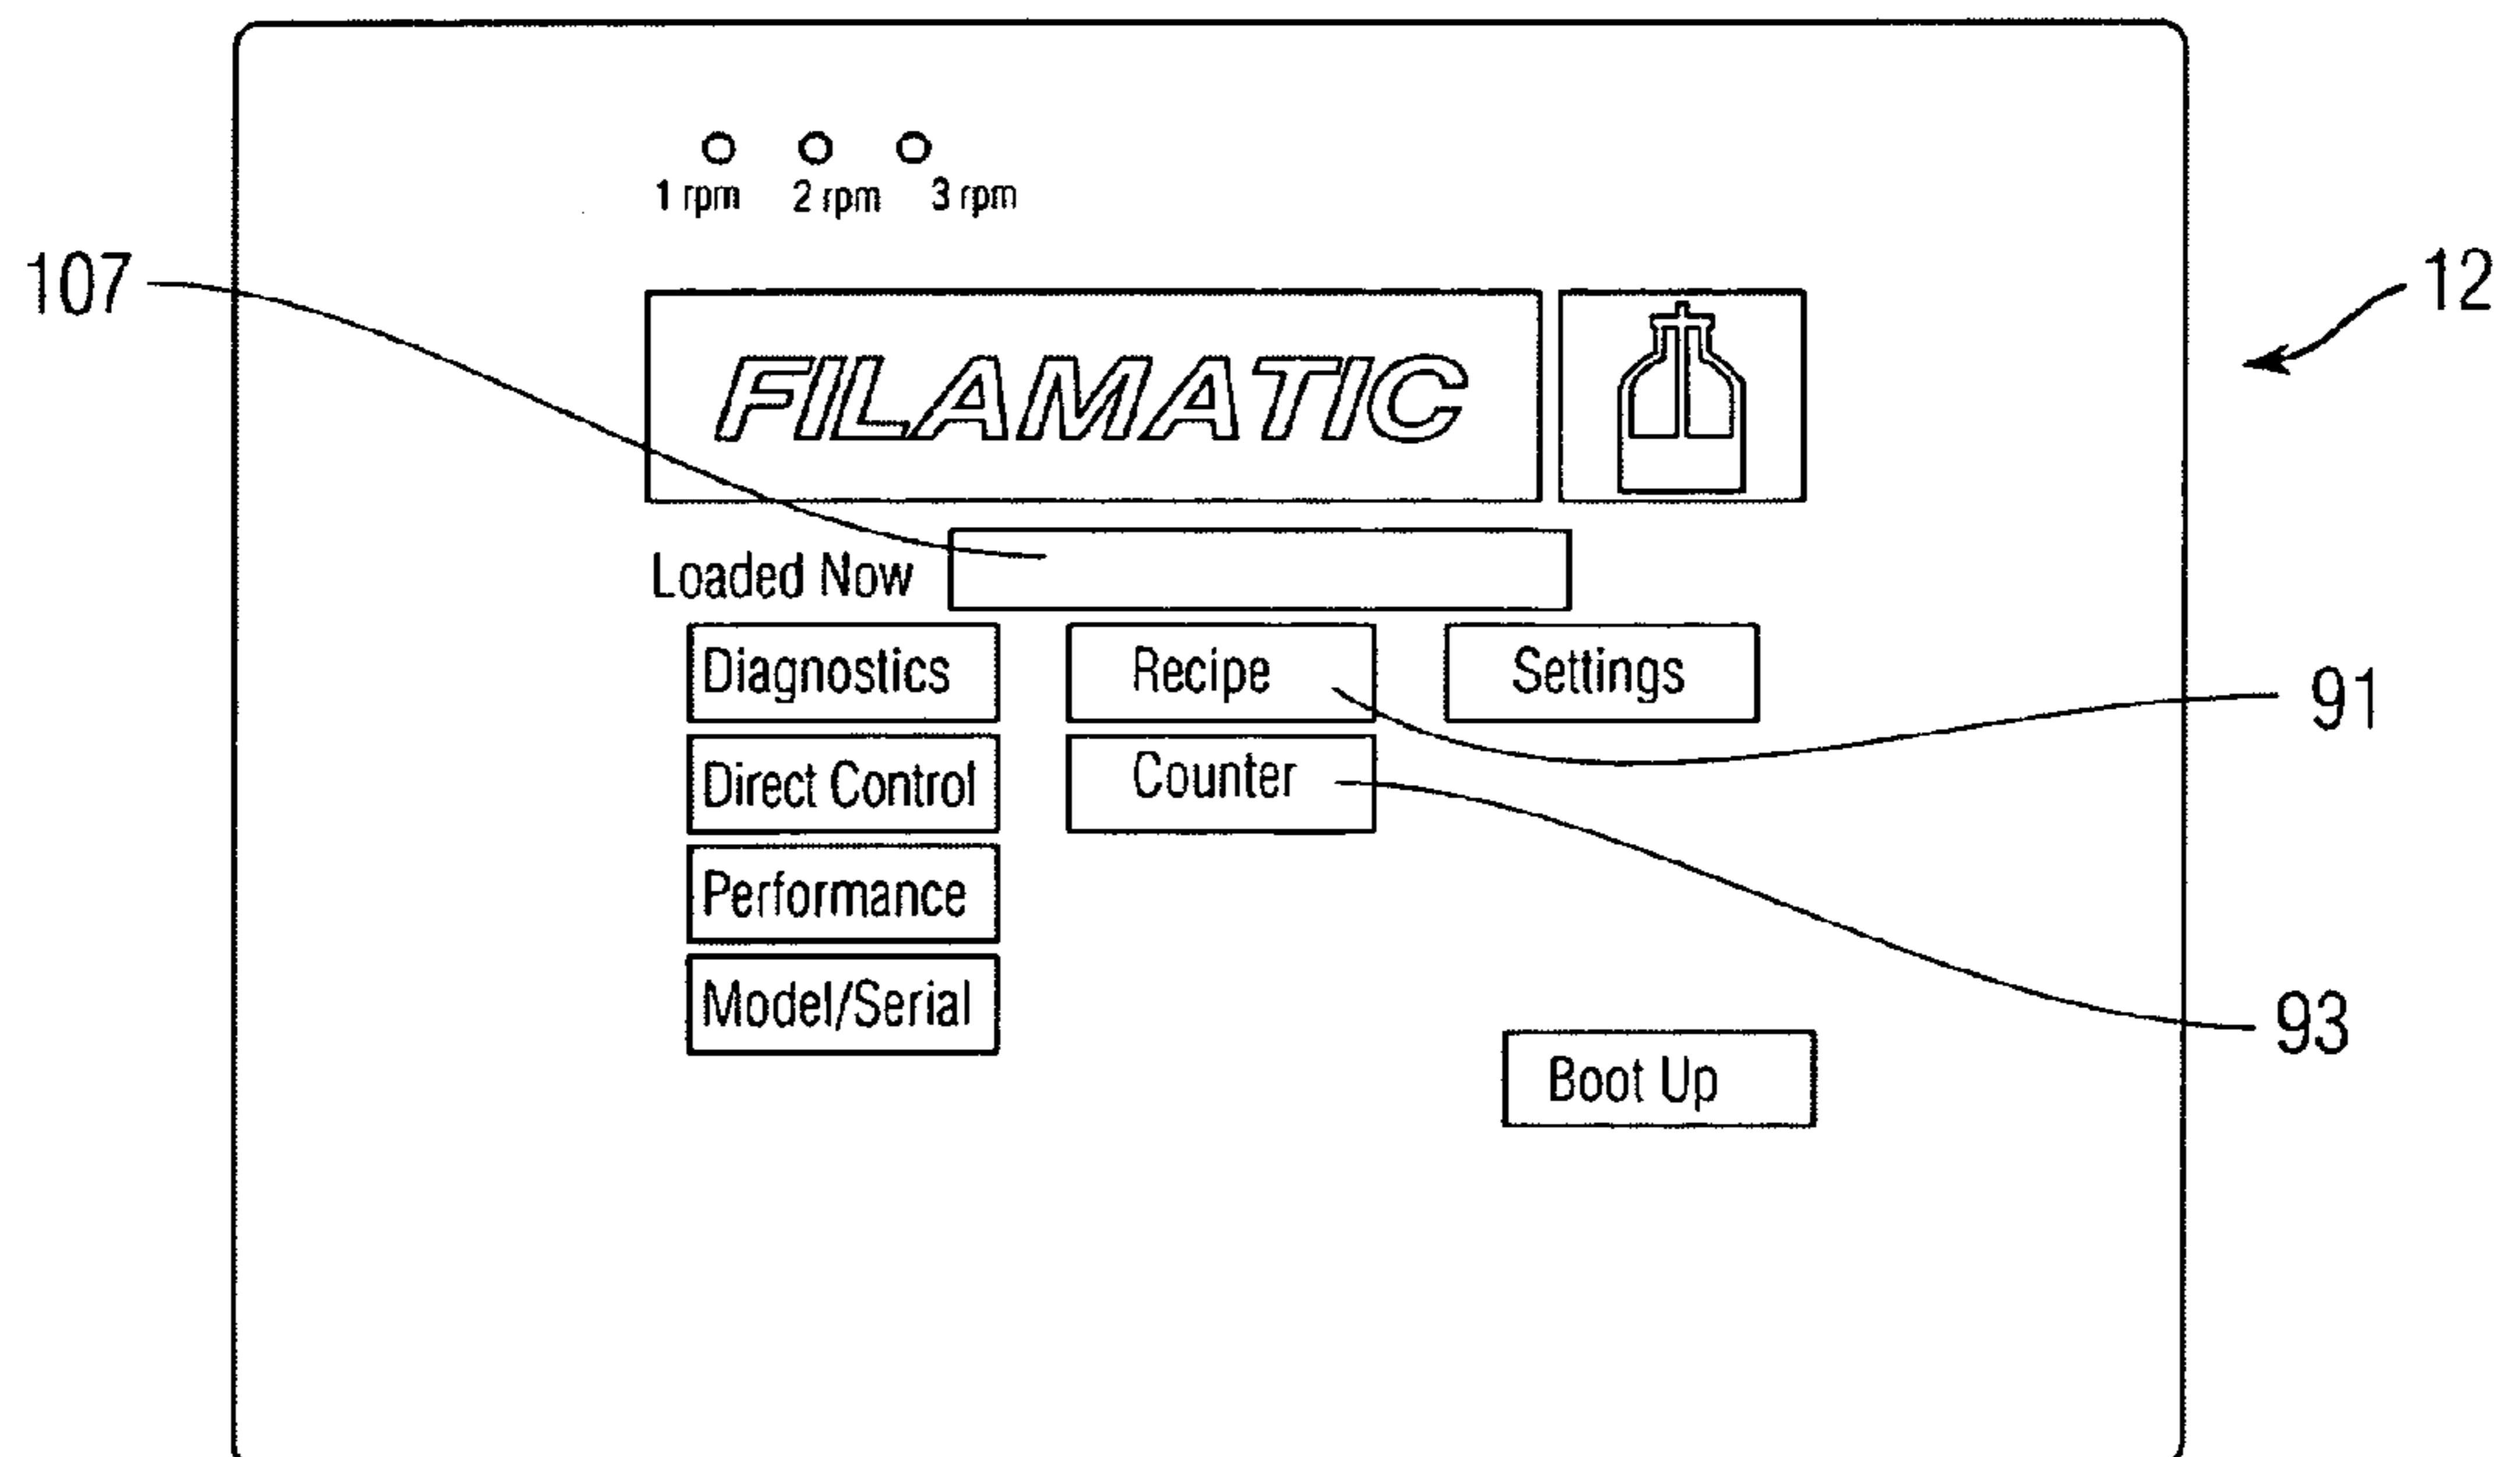 1 rpm 2 rpm 3 rpm
107
12
FILAMATIC
Loaded Now
Diagnostics Recipe Settings
91
Direct Control Counter
Performance
Model/Serial
93
Boot Up